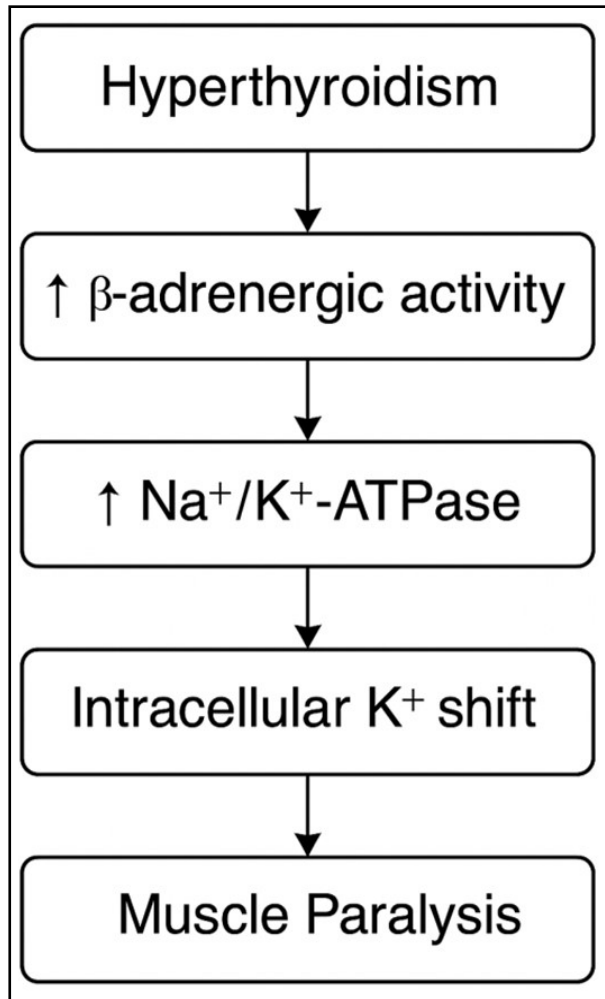 Hyperthyroidism
↑ β-adrenergic activity
↑ Na⁺/K⁺-ATPase
Intracellular K⁺ shift
Muscle Paralysis